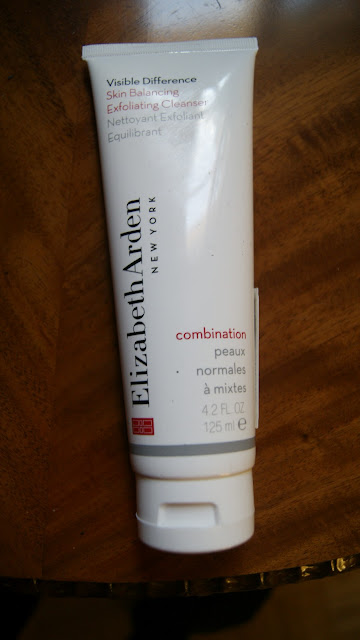 Visible Difference
Skin Balancing
Exfoliating Cleanser
Nettoyant Exfoliant
Equilibrant
Elizabeth Arden
NEW YORK
combination
peaux
normales
à mixtes
4.2 FL. OZ.
125 ml e